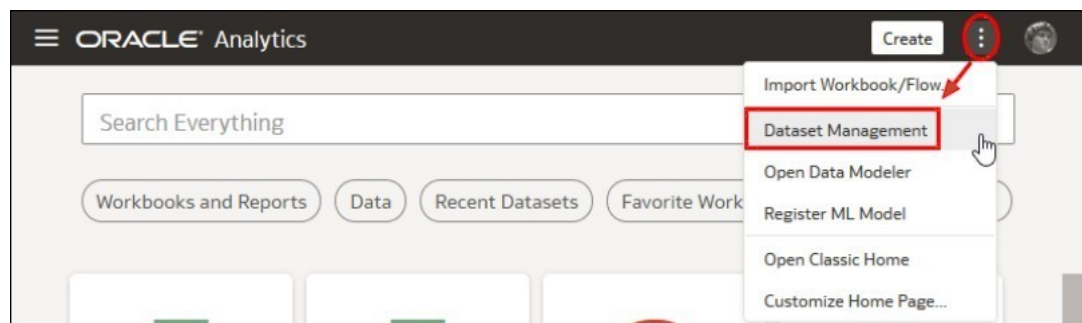 ORACLE Analytics
Create
Import Workbook/Flow
Search Everything
Dataset Management
Open Data Modeler
Workbooks and Reports
Data
Recent Datasets
Favorite Work
Register ML Model
Open Classic Home
Customize Home Page...